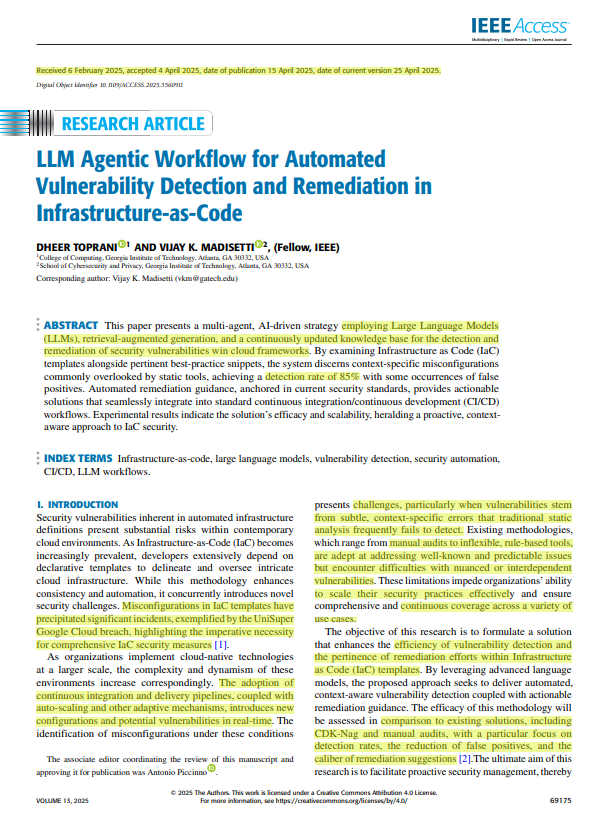 IEEE Access
Multidisciplinary | Rapid Review | Open Access Journal
Received 6 February 2025, accepted 4 April 2025, date of publication 15 April 2025, date of current version 25 April 2025.
Digital Object Identifier 10.1109/ACCESS.2025.3560911
RESEARCH ARTICLE
LLM Agentic Workflow for Automated
Vulnerability Detection and Remediation in
Infrastructure-as-Code
DHEER TOPRANI 1 AND VIJAY K. MADISETTI 2, (Fellow, IEEE)
1College of Computing, Georgia Institute of Technology, Atlanta, GA 30332, USA
2School of Cybersecurity and Privacy, Georgia Institute of Technology, Atlanta, GA 30332, USA
Corresponding author: Vijay K. Madisetti (vkm@gatech.edu)
ABSTRACT This paper presents a multi-agent, AI-driven strategy employing Large Language Models
(LLMs), retrieval-augmented generation, and a continuously updated knowledge base for the detection and
remediation of security vulnerabilities win cloud frameworks. By examining Infrastructure as Code (IaC)
templates alongside pertinent best-practice snippets, the system discerns context-specific misconfigurations
commonly overlooked by static tools, achieving a detection rate of 85% with some occurrences of false
positives. Automated remediation guidance, anchored in current security standards, provides actionable
solutions that seamlessly integrate into standard continuous integration/continuous development (CI/CD)
workflows. Experimental results indicate the solution's efficacy and scalability, heralding a proactive, context-
aware approach to IaC security.
INDEX TERMS Infrastructure-as-code, large language models, vulnerability detection, security automation,
CI/CD, LLM workflows.
I. INTRODUCTION
Security vulnerabilities inherent in automated infrastructure
definitions present substantial risks within contemporary
cloud environments. As Infrastructure-as-Code (IaC) becomes
increasingly prevalent, developers extensively depend on
declarative templates to delineate and oversee intricate
cloud infrastructure. While this methodology enhances
consistency and automation, it concurrently introduces novel
security challenges. Misconfigurations in IaC templates have
precipitated significant incidents, exemplified by the UniSuper
Google Cloud breach, highlighting the imperative necessity
for comprehensive IaC security measures [1].
As organizations implement cloud-native technologies
at a larger scale, the complexity and dynamism of these
environments increase correspondingly. The adoption of
continuous integration and delivery pipelines, coupled with
auto-scaling and other adaptive mechanisms, introduces new
configurations and potential vulnerabilities in real-time. The
identification of misconfigurations under these conditions
The associate editor coordinating the review of this manuscript and
approving it for publication was Antonio Piccinno.
presents challenges, particularly when vulnerabilities stem
from subtle, context-specific errors that traditional static
analysis frequently fails to detect. Existing methodologies,
which range from manual audits to inflexible, rule-based tools,
are adept at addressing well-known and predictable issues
but encounter difficulties with nuanced or interdependent
vulnerabilities. These limitations impede organizations' ability
to scale their security practices effectively and ensure
comprehensive and continuous coverage across a variety of
use cases.
The objective of this research is to formulate a solution
that enhances the efficiency of vulnerability detection and
the pertinence of remediation efforts within Infrastructure
as Code (IaC) templates. By leveraging advanced language
models, the proposed approach seeks to deliver automated,
context-aware vulnerability detection coupled with actionable
remediation guidance. The efficacy of this methodology will
be assessed in comparison to existing solutions, including
CDK-Nag and manual audits, with a particular focus on
detection rates, the reduction of false positives, and the
caliber of remediation suggestions [2].The ultimate aim of this
research is to facilitate proactive security management, thereby
© 2025 The Authors. This work is licensed under a Creative Commons Attribution 4.0 License.
VOLUME 13, 2025
For more information, see https://creativecommons.org/licenses/by/4.0/
69175